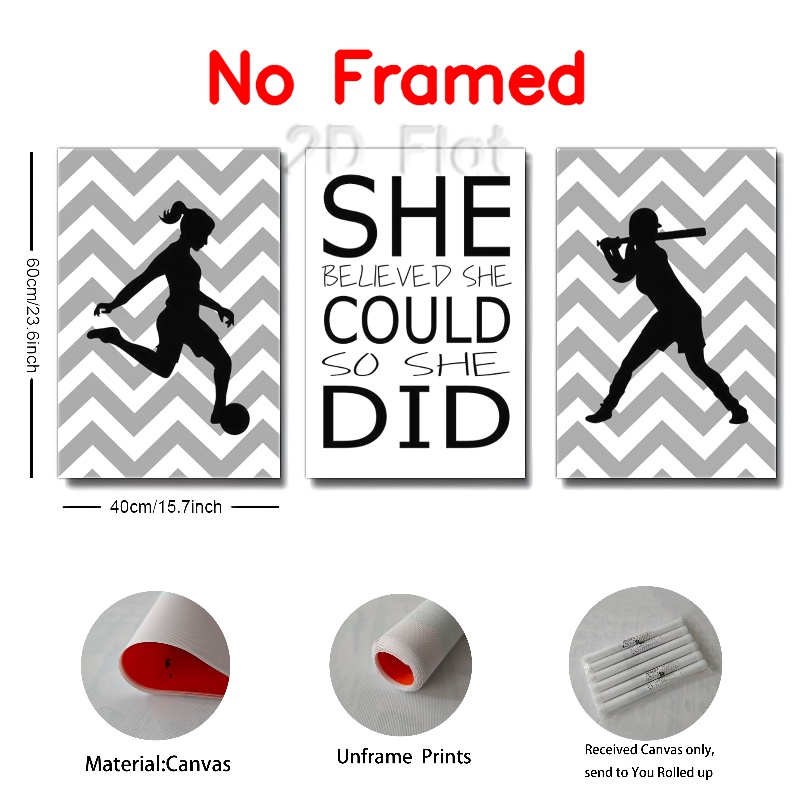 No Framed
2D Flat
SHE
BELIEVED SHE
COULD
SO SHE
DID
60cm/23.6inch
40cm/15.7inch
Material:Canvas
Unframe Prints
Received Canvas only,
send to You Rolled up